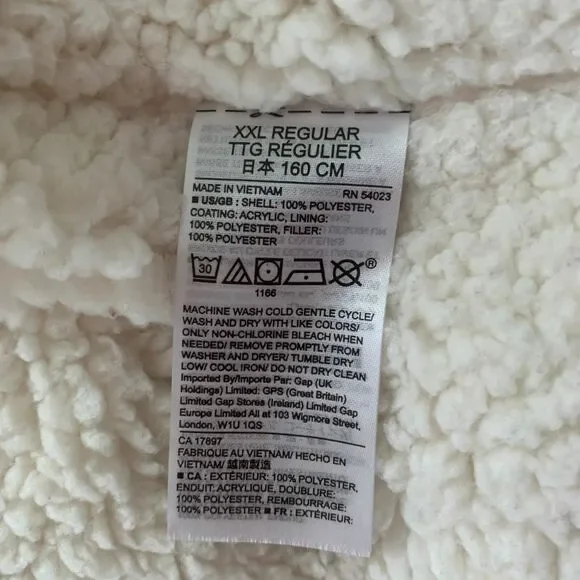 XXL REGULAR
TTG RÉGULIER
日本 160 CM
MADE IN VIETNAM RN 54023
■ US/GB : SHELL: 100% POLYESTER,
COATING: ACRYLIC, LINING:
100% POLYESTER, FILLER:
100% POLYESTER
30
®
1166
MACHINE WASH COLD GENTLE CYCLE/
WASH AND DRY WITH LIKE COLORS/
ONLY NON-CHLORINE BLEACH WHEN
NEEDED/ REMOVE PROMPTLY FROM
WASHER AND DRYER/ TUMBLE DRY
LOW/ COOL IRON/ DO NOT DRY CLEAN
Imported By/Importe Par: Gap (UK
Holdings) Limited: GPS (Great Britain)
Limited Gap Stores (Ireland) Limited Gap
Europe Limited All at 103 Wigmore Street,
London, W1U 1QS
CA 17897
FABRIQUE AU VIETNAM/ HECHO EN
VIETNAM/ 越南製造
■ CA : EXTÉRIEUR: 100% POLYESTER,
ENDUIT: ACRYLIQUE, DOUBLURE:
100% POLYESTER, REMBOURRAGE:
100% POLYESTER ■ FR : EXTÉRIEUR: